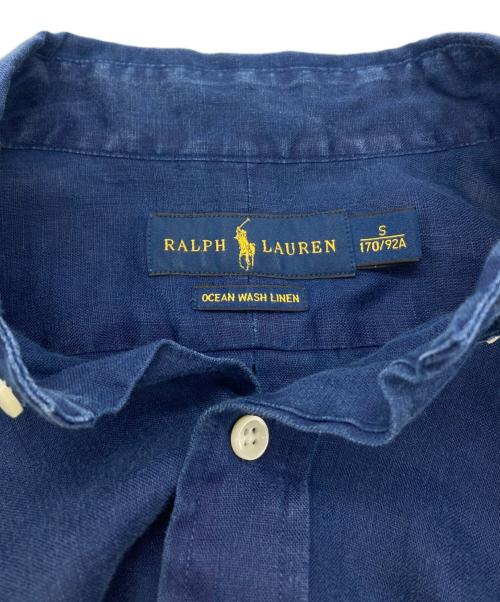 RALPH LAUREN
S
170/92A
OCEAN WASH LINEN